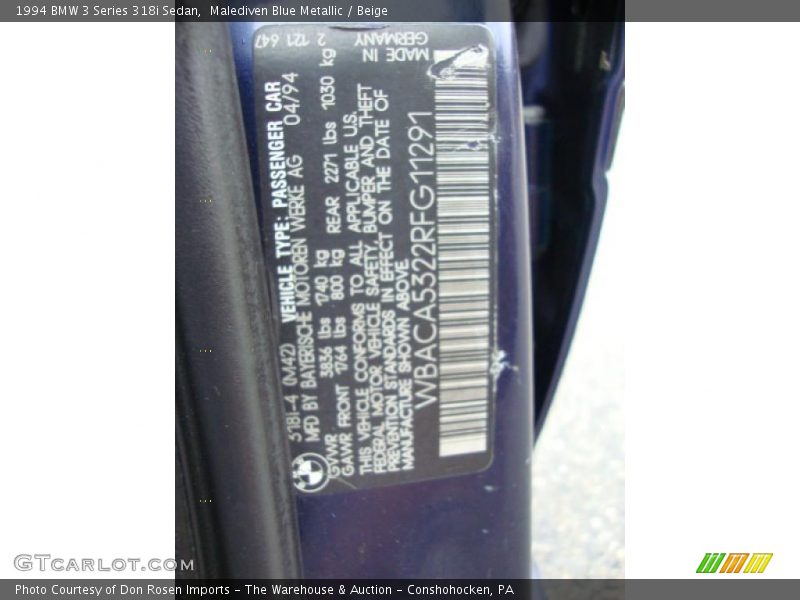 1994 BMW 3 Series 318i Sedan,  Malediven Blue Metallic / Beige
318i-4 (M42) VEHICLE TYPE: PASSENGER CAR
MFD BY BAYERISCHE MOTOREN WERKE AG 04/94
GVWR 3836 lbs 1740 kg
GAWR FRONT 1764 lbs 800 kg REAR 2271 lbs 1030 kg
THIS VEHICLE CONFORMS TO ALL APPLICABLE U.S.
FEDERAL MOTOR VEHICLE SAFETY, BUMPER AND THEFT
PREVENTION STANDARDS IN EFFECT ON THE DATE OF
MANUFACTURE SHOWN ABOVE.
WBACA5322RFG11291
MADE IN
GERMANY
2 121 647
GTCARLOT.COM
Photo Courtesy of Don Rosen Imports – The Warehouse & Auction – Conshohocken, PA